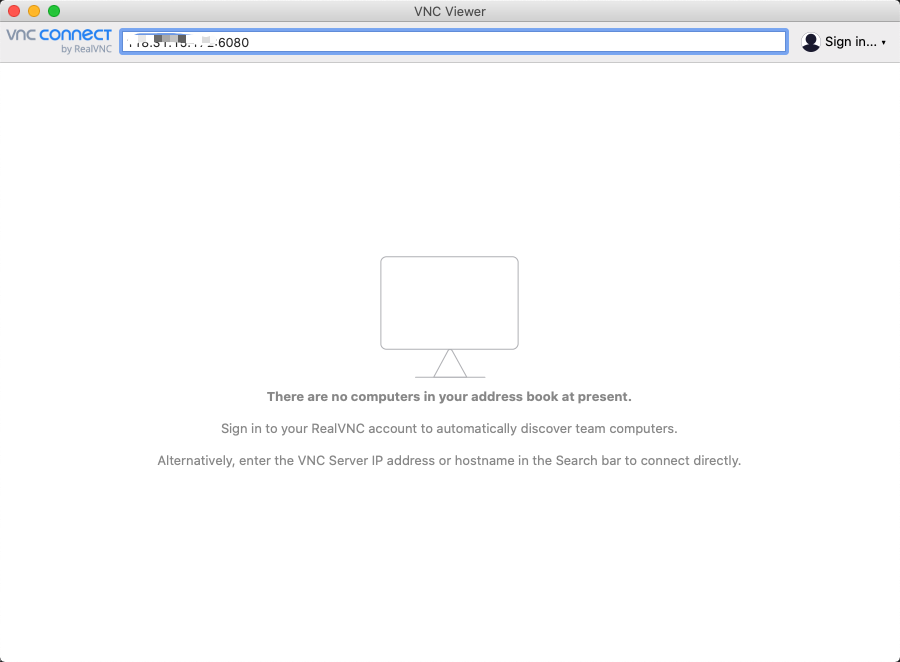 VNC Viewer
vnc connect
by RealVNC
:6080
Sign in...
There are no computers in your address book at present.
Sign in to your RealVNC account to automatically discover team computers.
Alternatively, enter the VNC Server IP address or hostname in the Search bar to connect directly.